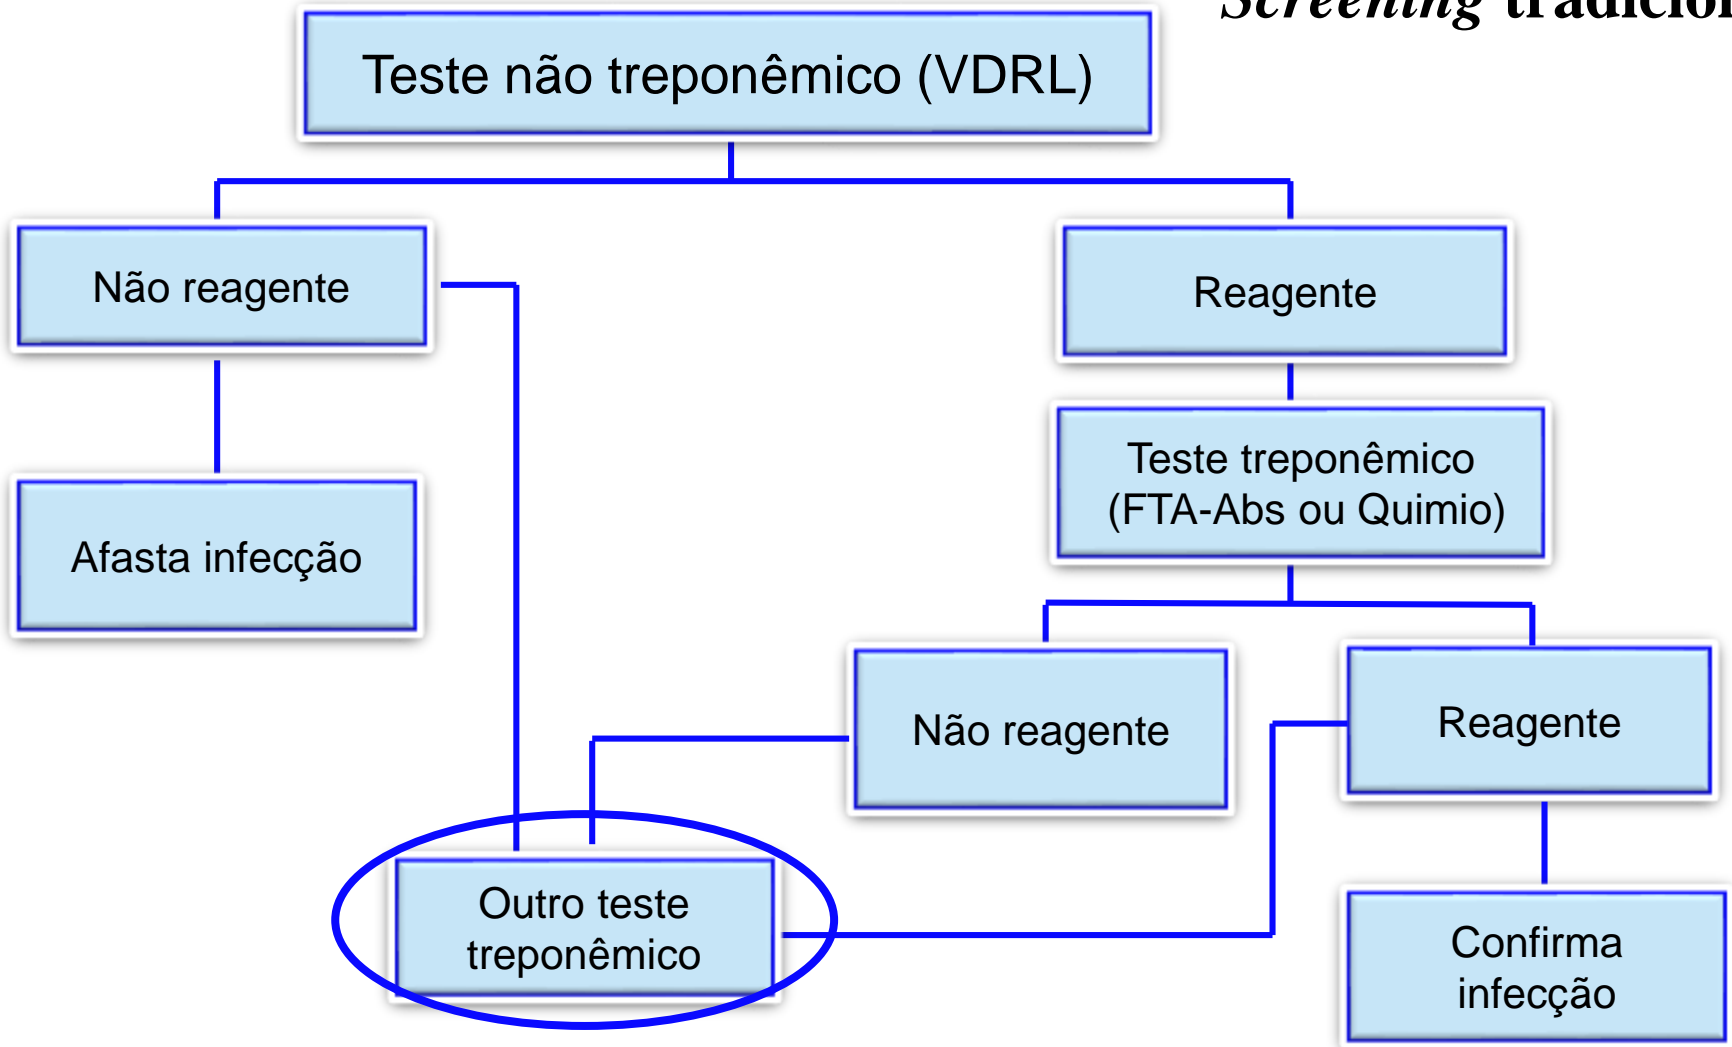 Screening
Teste não treponêmico (VDRL)
Não reagente
Reagente
Teste treponêmico
(FTA-Abs ou Quimio)
Afasta infecção
Não reagente
Reagente
Outro teste
treponêmico
Confirma
infecção